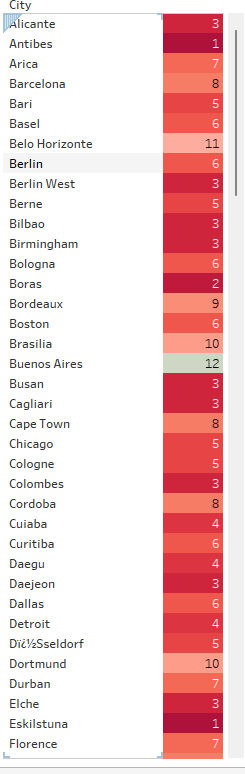 City
Alicante 3
Antibes 1
Arica 7
Barcelona 8
Bari 5
Basel 6
Belo Horizonte 11
Berlin 6
Berlin West 3
Berne 5
Bilbao 3
Birmingham 3
Bologna 6
Boras 2
Bordeaux 9
Boston 6
Brasilia 10
Buenos Aires 12
Busan 3
Cagliari 3
Cape Town 8
Chicago 5
Cologne 5
Colombes 3
Cordoba 8
Cuiaba 4
Curitiba 6
Daegu 4
Daejeon 3
Dallas 6
Detroit 4
Dï¿½Sseldorf 5
Dortmund 10
Durban 7
Elche 3
Eskilstuna 1
Florence 7